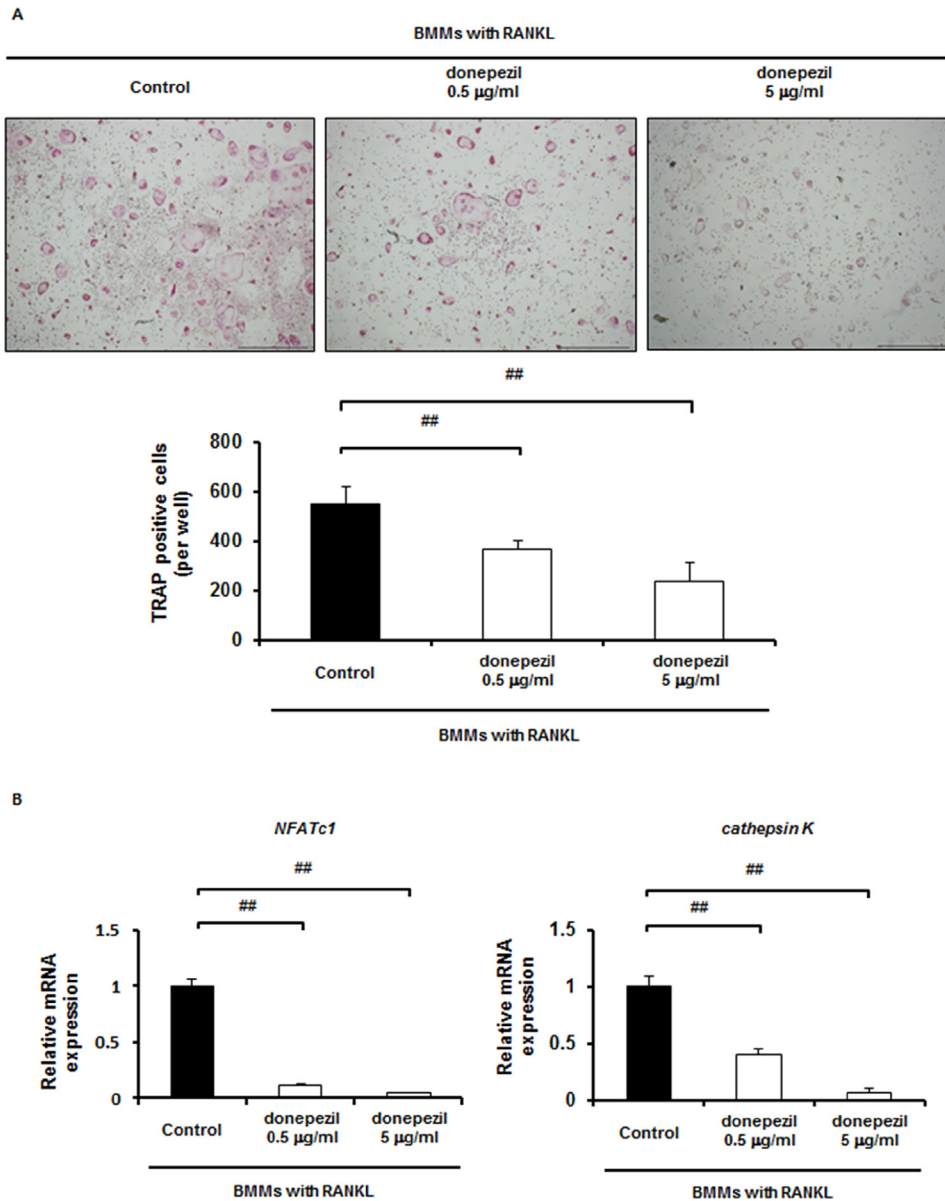 A
BMMs with RANKL
Control
donepezil
0.5 µg/ml
donepezil
5 µg/ml
##
##
TRAP positive cells
(per well)
800
600
400
200
0
Control
donepezil
0.5 µg/ml
donepezil
5 µg/ml
BMMs with RANKL
B
NFATc1
##
##
Relative mRNA
expression
1.5
1
0.5
0
Control
donepezil
0.5 µg/ml
donepezil
5 µg/ml
BMMs with RANKL
cathepsin K
##
##
Relative mRNA
expression
1.5
1
0.5
0
Control
donepezil
0.5 µg/ml
donepezil
5 µg/ml
BMMs with RANKL